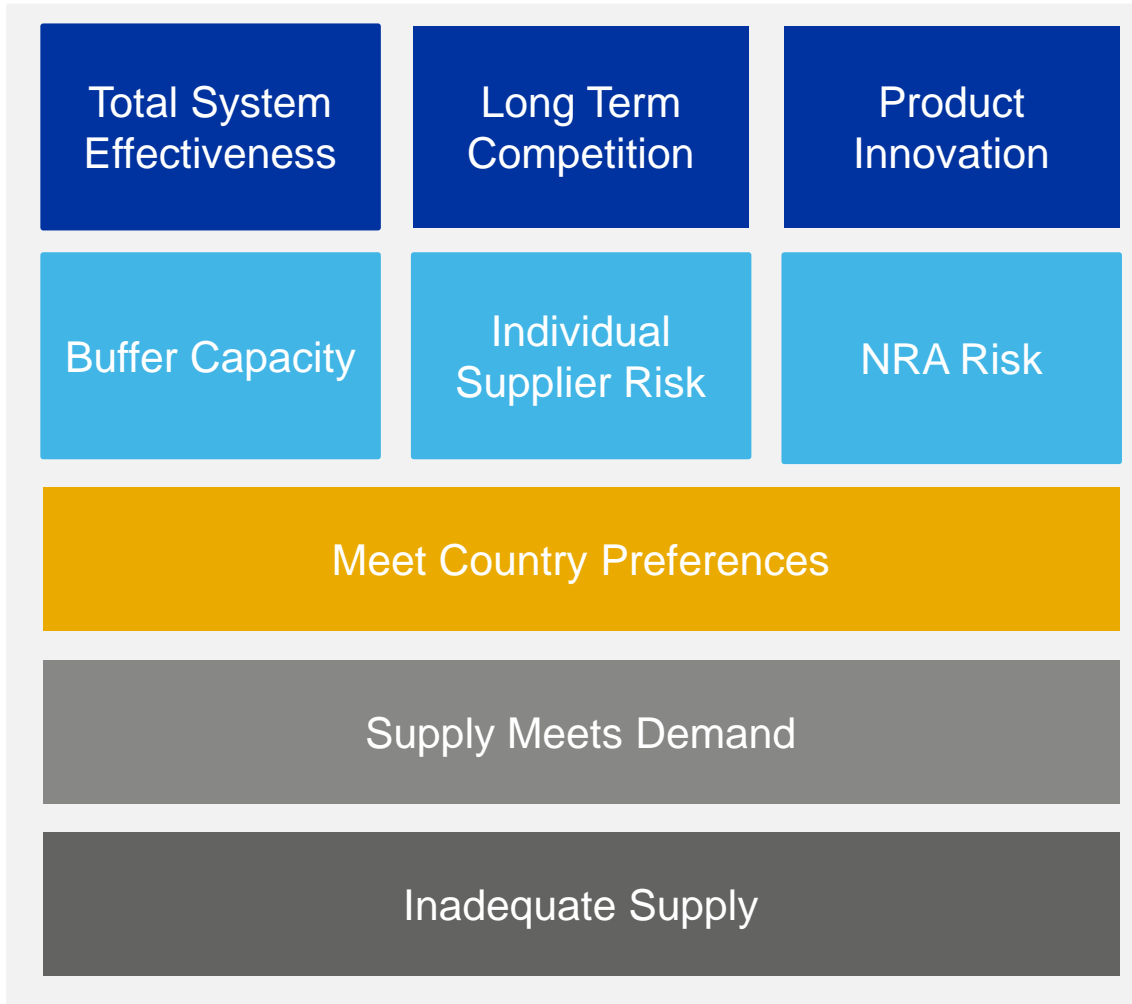 Total System
Effectiveness
Long Term
Competition
Product
Innovation
Buffer Capacity
Individual
Supplier Risk
NRA Risk
Meet Country Preferences
Supply Meets Demand
Inadequate Supply